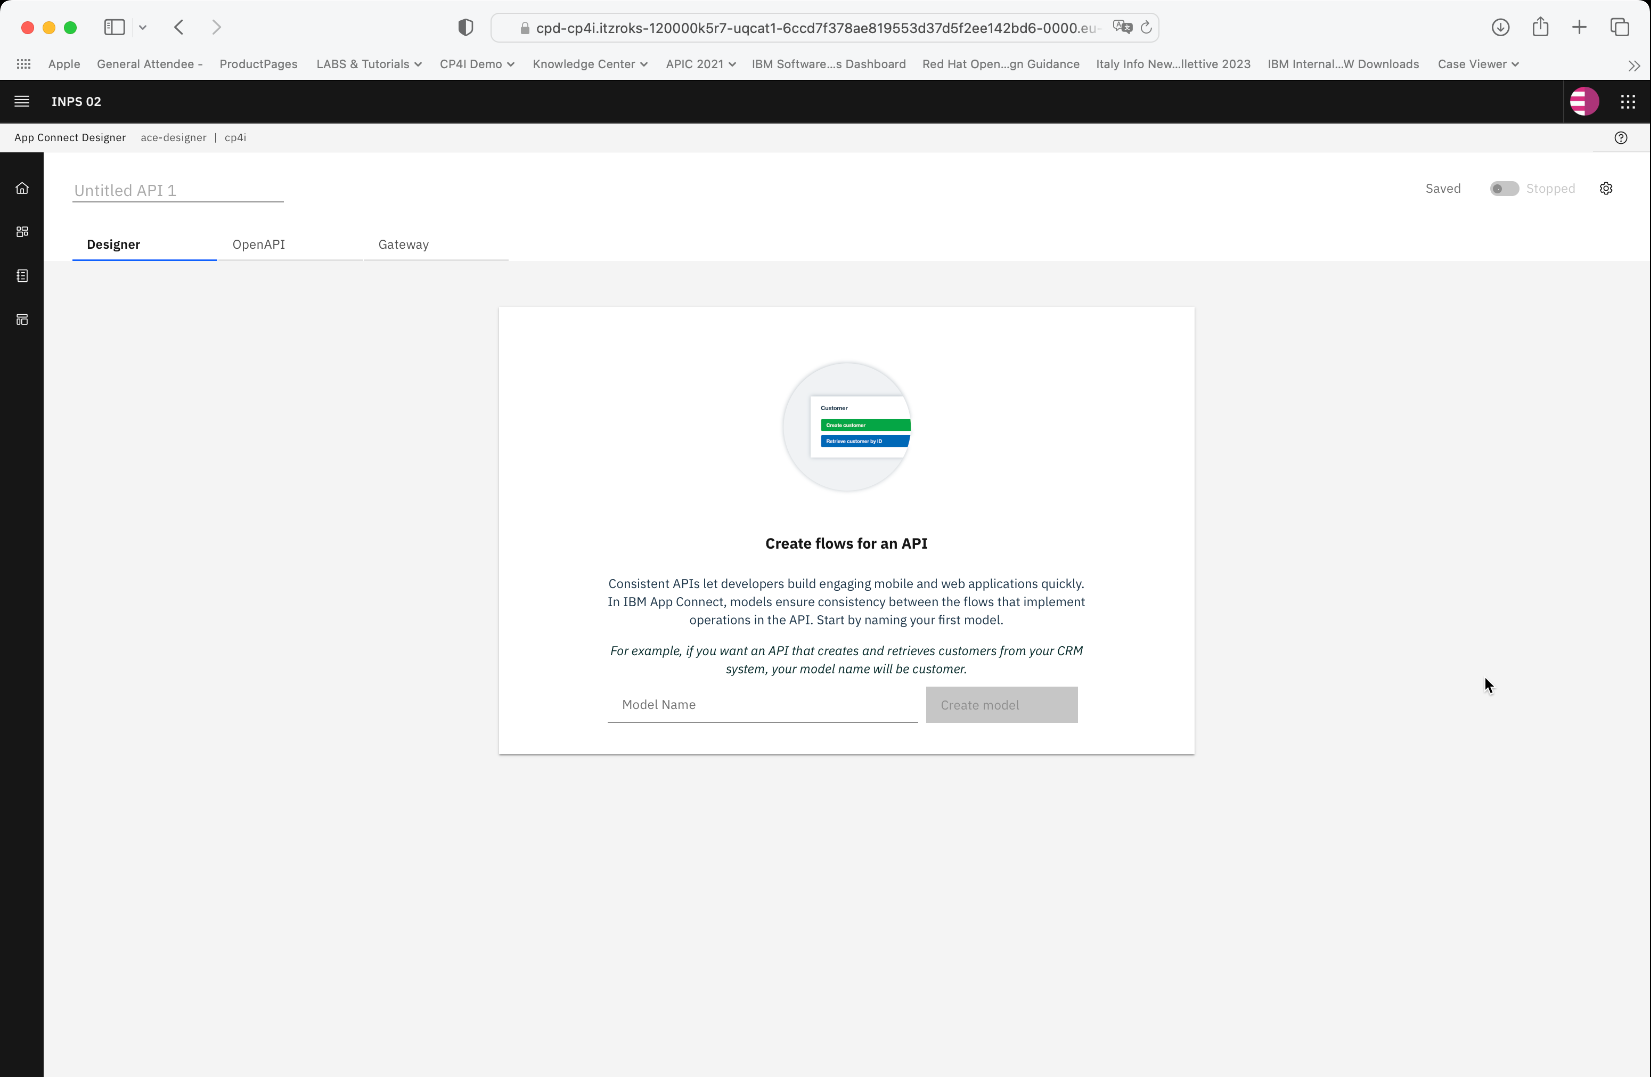 cpd-cp4i.itzroks-120000k5r7-uqcat1-6ccd7f378ae819553d37d5f2ee142bd6-0000.eu-
Apple General Attendee - ProductPages LABS & Tutorials CP4I Demo Knowledge Center APIC 2021 IBM Software...s Dashboard Red Hat Open...gn Guidance Italy Info New...llettive 2023 IBM Internal...W Downloads Case Viewer
INPS 02
App Connect Designer ace-designer | cp4i
Untitled API 1
Saved Stopped
Designer OpenAPI Gateway
Customer
Create customer
Retrieve customer by ID
Create flows for an API
Consistent APIs let developers build engaging mobile and web applications quickly.
In IBM App Connect, models ensure consistency between the flows that implement
operations in the API. Start by naming your first model.
For example, if you want an API that creates and retrieves customers from your CRM
system, your model name will be customer.
Model Name Create model